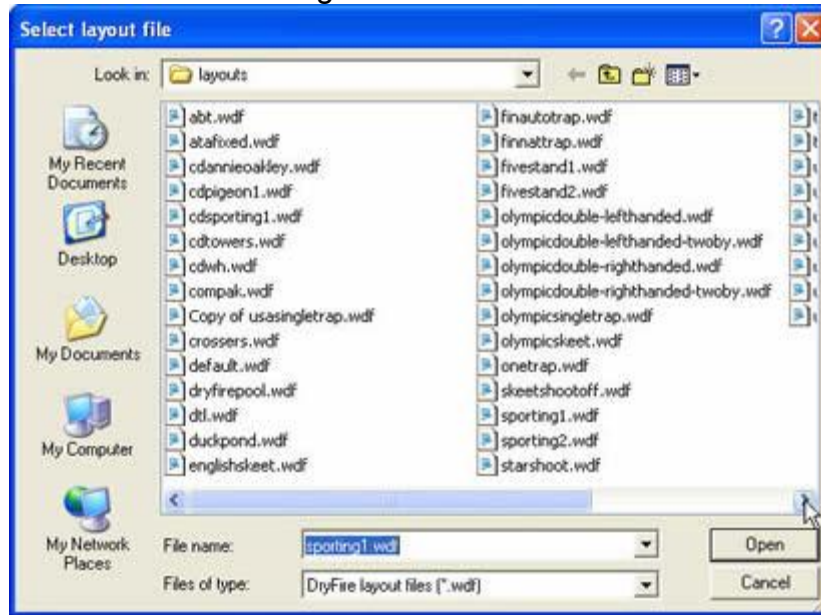 Select layout file
Look in:
layouts
My Recent
Documents
Desktop
My Documents
My Computer
My Network
Places
abt.wdf
atafixed.wdf
cdannieoakley.wdf
cdpigeon1.wdf
cdsporting1.wdf
cdtowers.wdf
cdwh.wdf
compak.wdf
Copy of usasingletrap.wdf
crossers.wdf
default.wdf
dryfirepool.wdf
dtl.wdf
duckpond.wdf
englishskeet.wdf
finautotrap.wdf
finnattrap.wdf
fivestand1.wdf
fivestand2.wdf
olympicdouble-lefthanded.wdf
olympicdouble-lefthanded-twoby.wdf
olympicdouble-righthanded.wdf
olympicdouble-righthanded-twoby.wdf
olympicsingletrap.wdf
olympicskeet.wdf
onetrap.wdf
skeetshootoff.wdf
sporting1.wdf
sporting2.wdf
starshoot.wdf
File name:
sporting1.wdf
Open
Files of type:
DryFire layout files (*.wdf)
Cancel